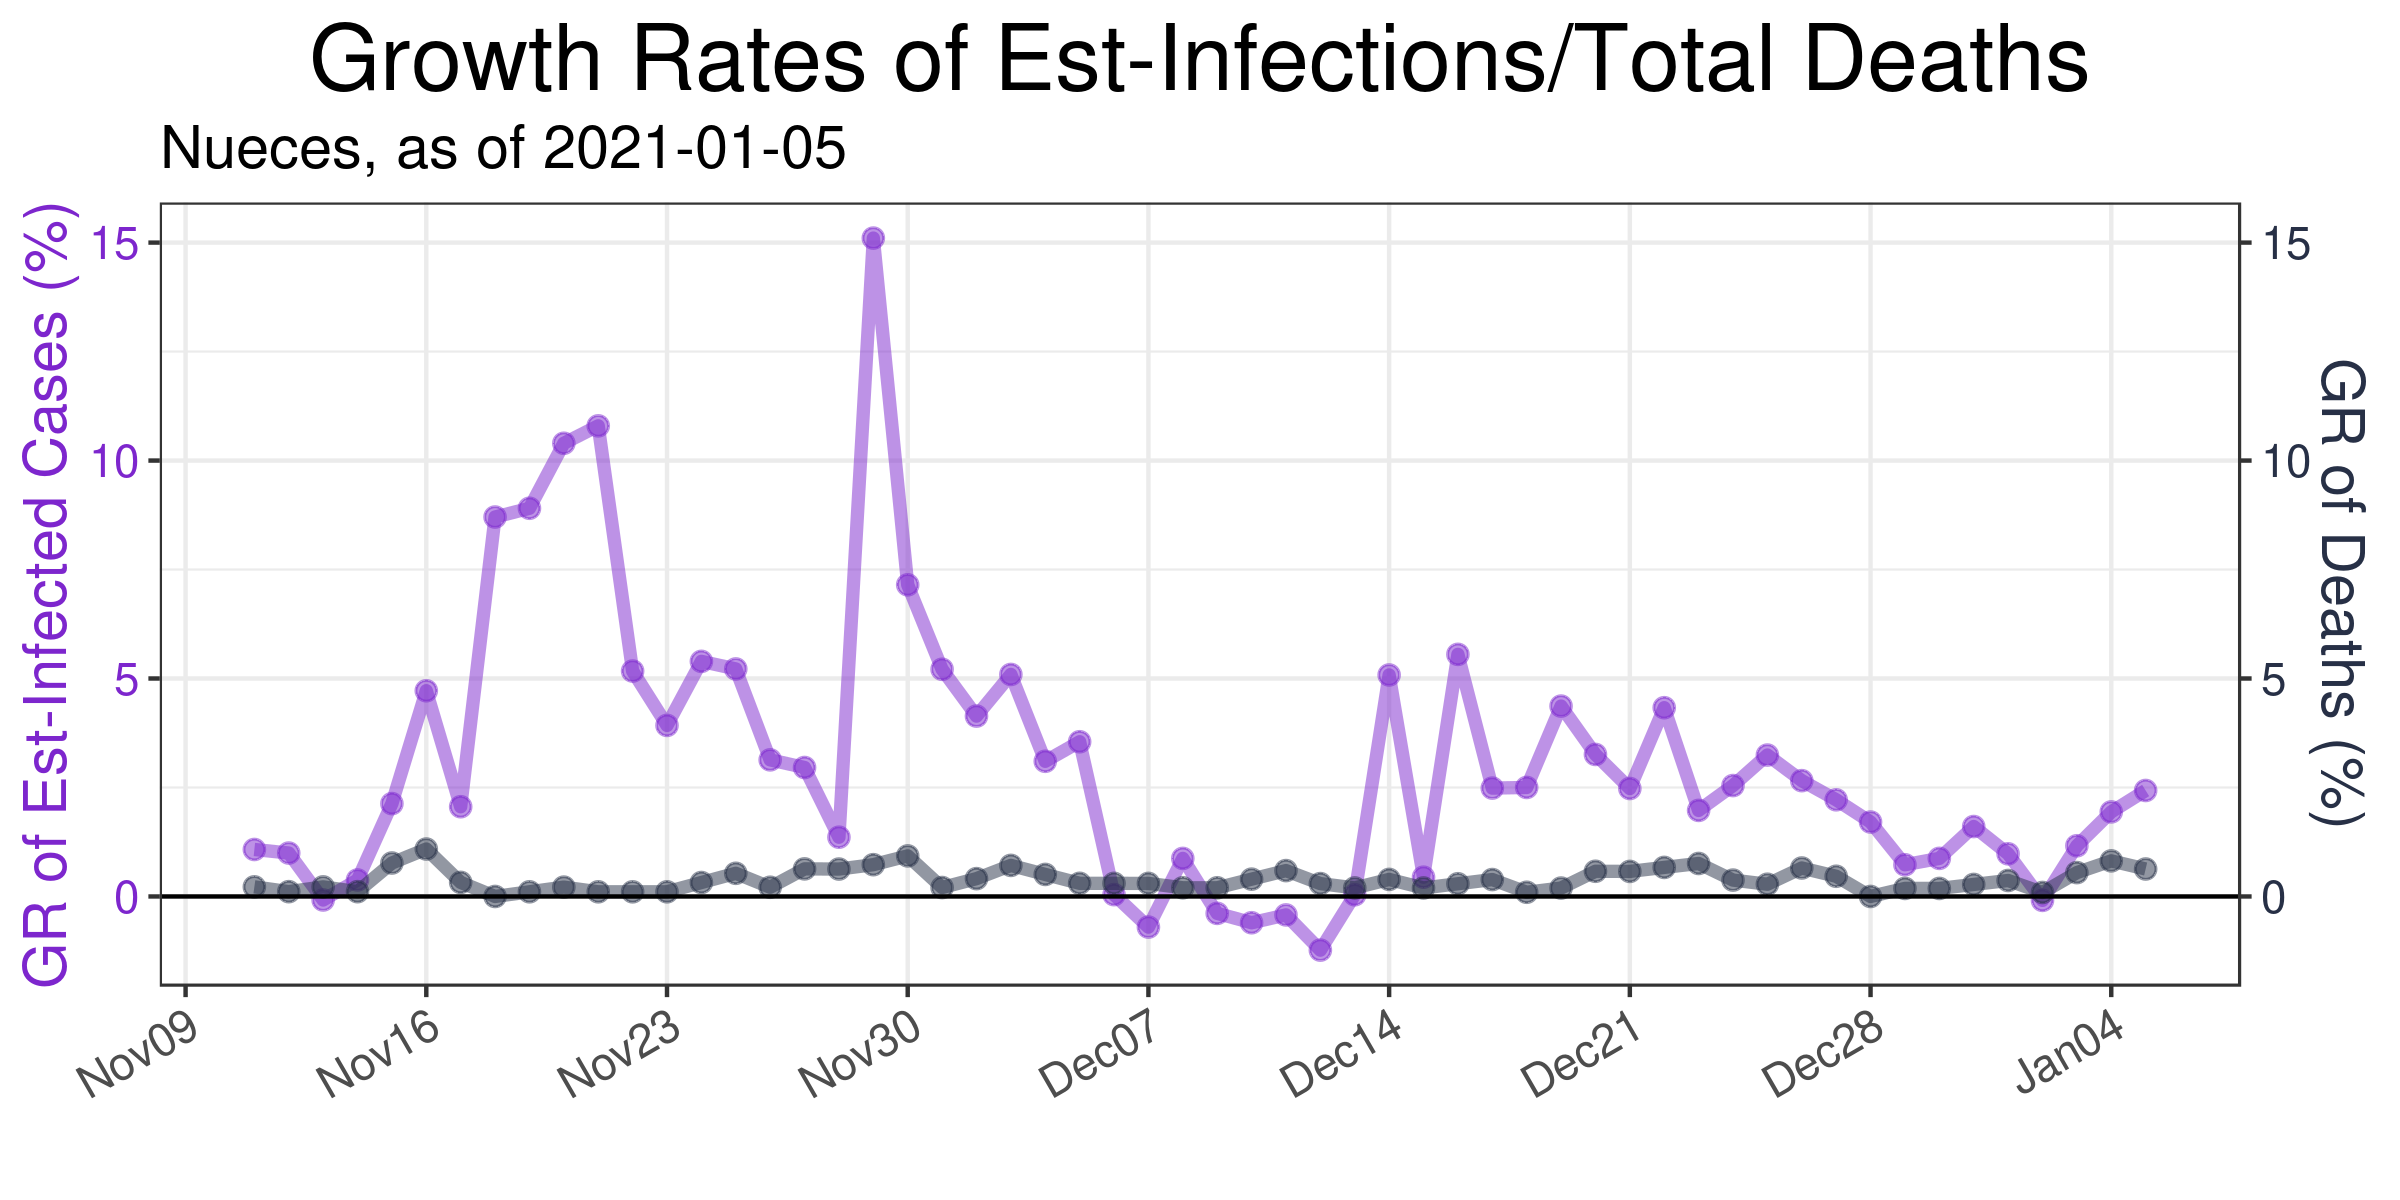 Growth Rates of Est-Infections/Total Deaths
Nueces, as of 2021-01-05
GR of Est-Infected Cases (%)
15
10
5
0
15
10
5
0
GR of Deaths (%)
Nov09
Nov16
Nov23
Nov30
Dec07
Dec14
Dec21
Dec28
Jan04